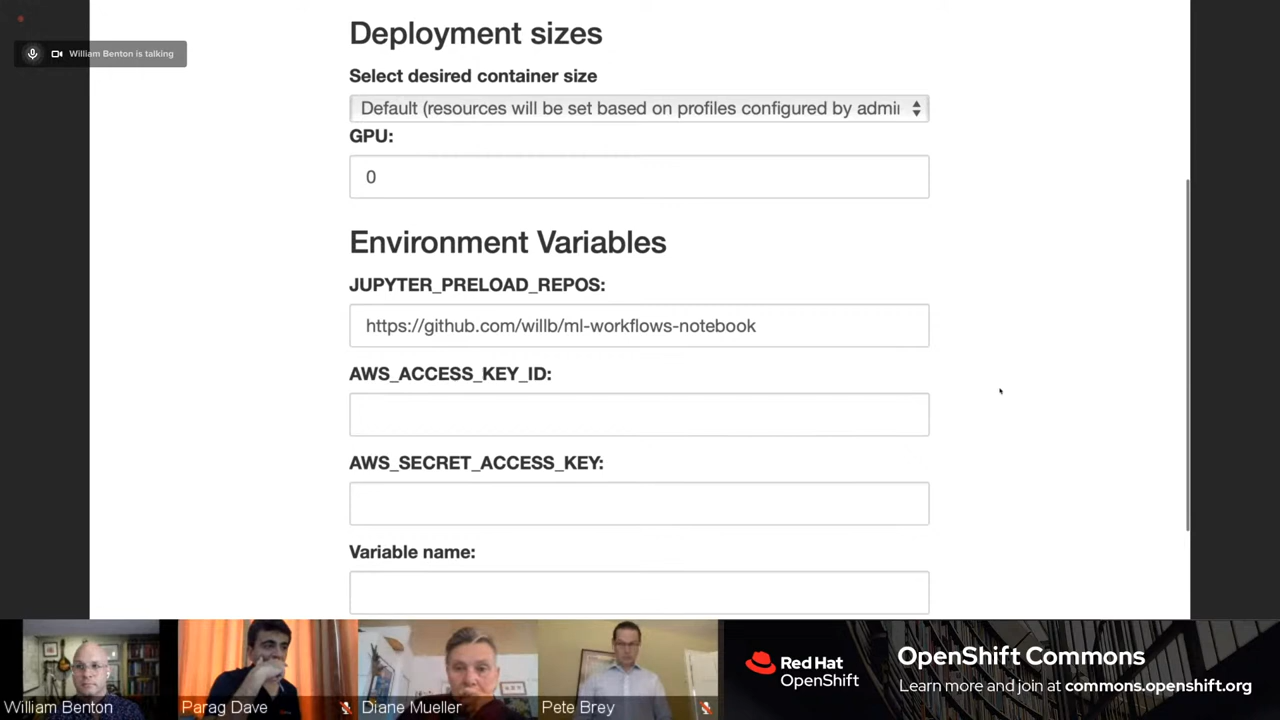 William Benton is talking
Deployment sizes
Select desired container size
Default (resources will be set based on profiles configured by admii
GPU:
0
Environment Variables
JUPYTER_PRELOAD_REPOS:
https://github.com/willb/ml-workflows-notebook
AWS_ACCESS_KEY_ID:
AWS_SECRET_ACCESS_KEY:
Variable name:
William Benton
Parag Dave
Diane Mueller
Pete Brey
Red Hat
OpenShift
OpenShift Commons
Learn more and join at commons.openshift.org